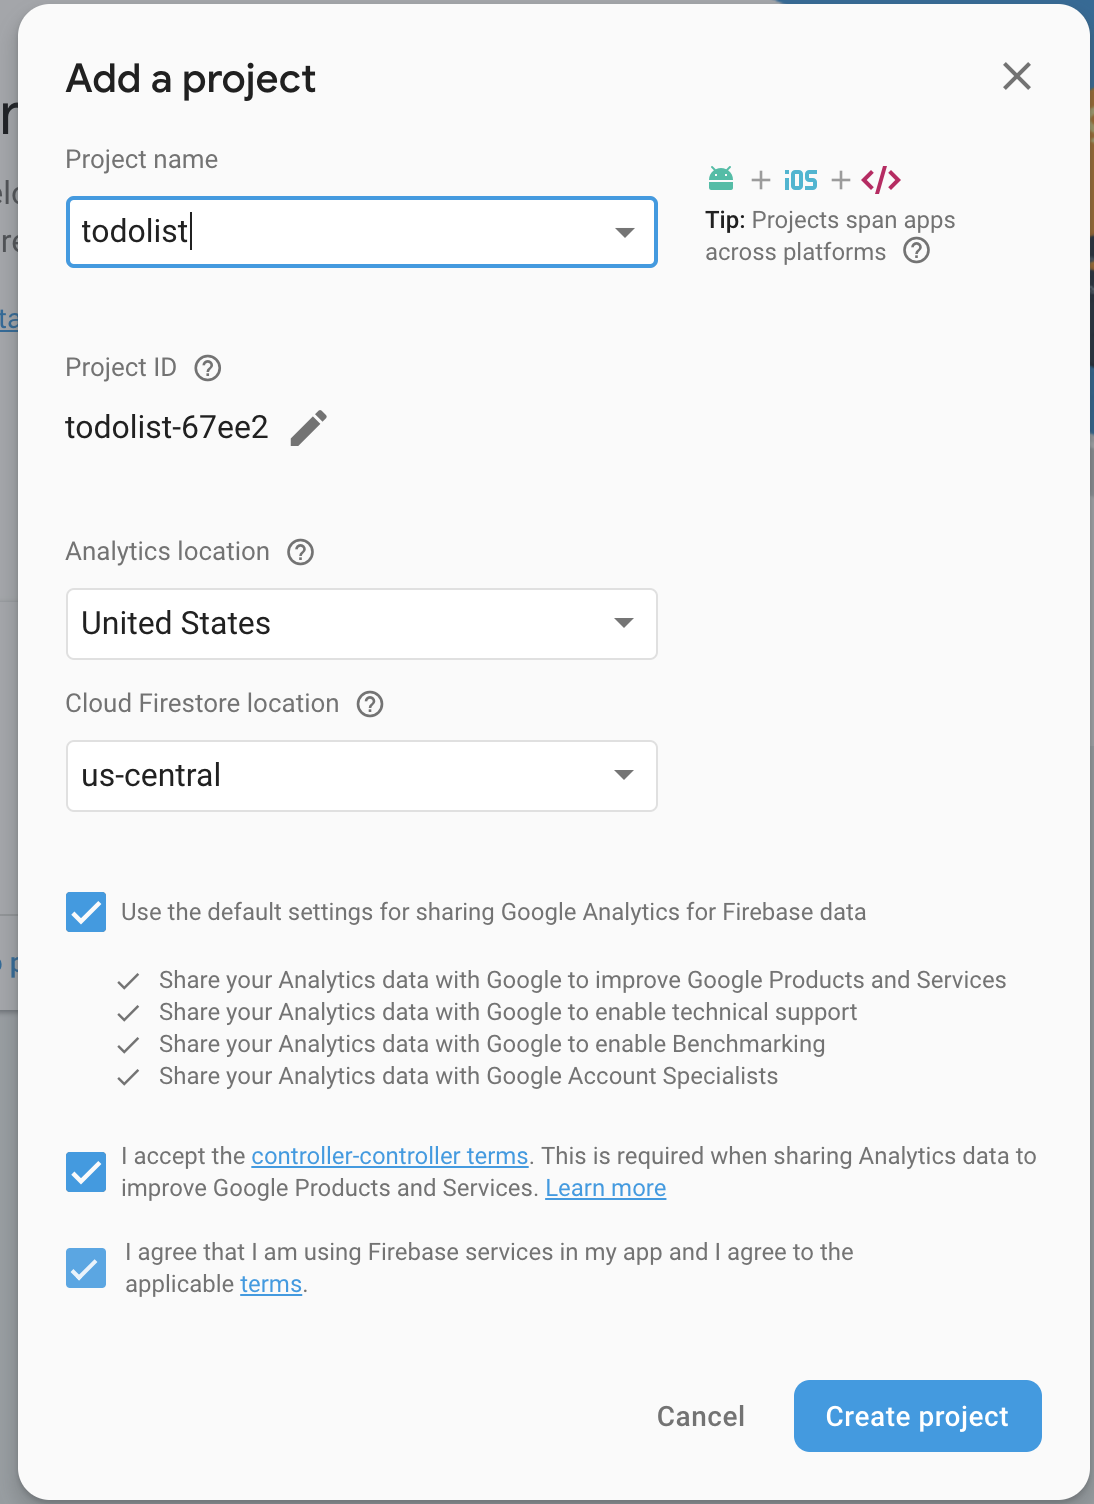 Add a project
Project name
todolist
+ iOS + </>
Tip: Projects span apps
across platforms
Project ID
todolist-67ee2
Analytics location
United States
Cloud Firestore location
us-central
Use the default settings for sharing Google Analytics for Firebase data
Share your Analytics data with Google to improve Google Products and Services
Share your Analytics data with Google to enable technical support
Share your Analytics data with Google to enable Benchmarking
Share your Analytics data with Google Account Specialists
I accept the controller-controller terms. This is required when sharing Analytics data to
improve Google Products and Services. Learn more
I agree that I am using Firebase services in my app and I agree to the
applicable terms.
Cancel
Create project